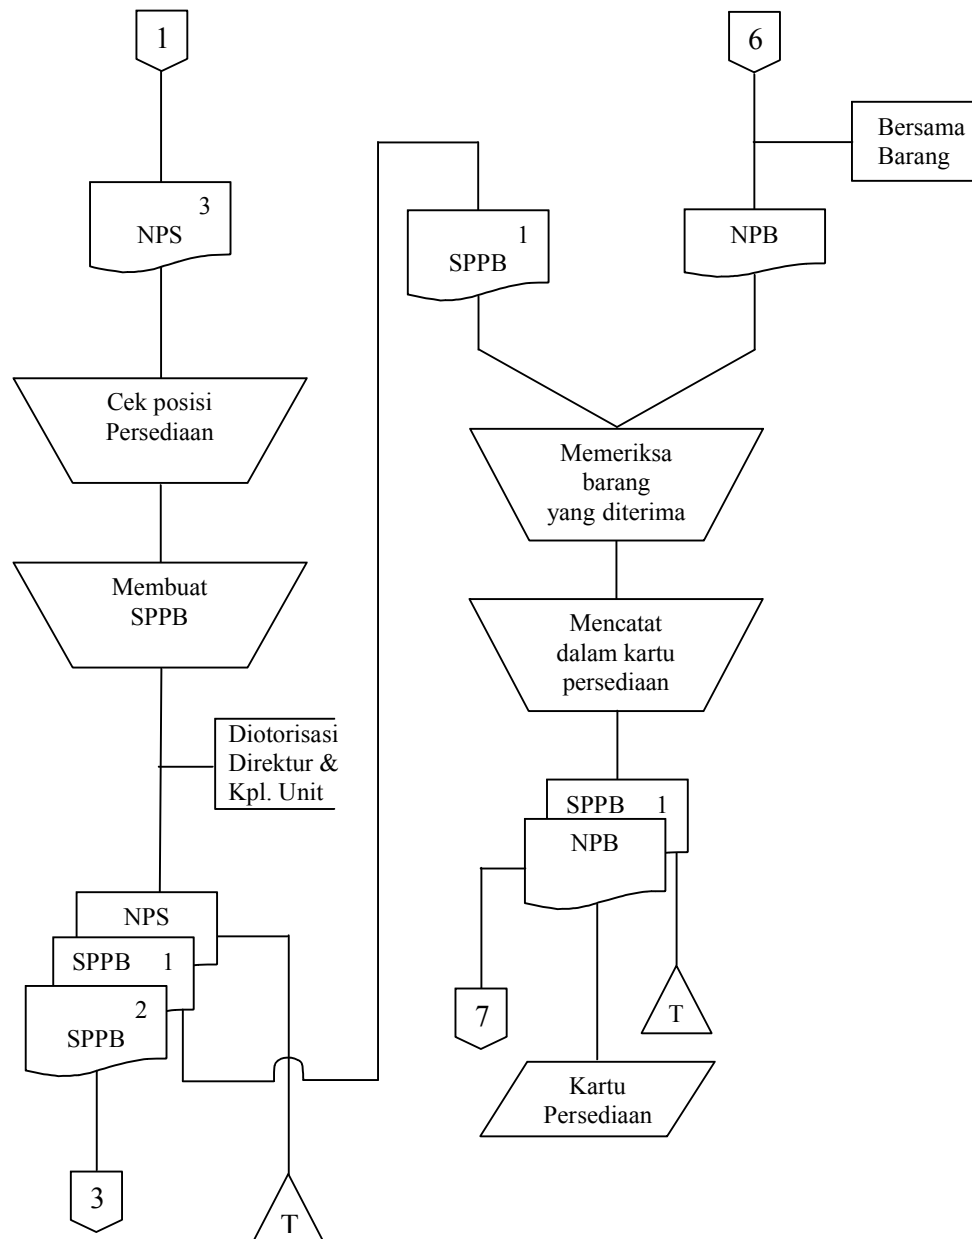 1
3
NPS
Cek posisi
Persediaan
Membuat
SPPB
Diotorisasi
Direktur &
Kpl. Unit
NPS
SPPB 1
2
SPPB
3
T
6
Bersama
Barang
1
SPPB
NPB
Memeriksa
barang
yang diterima
Mencatat
dalam kartu
persediaan
SPPB 1
NPB
7
T
Kartu
Persediaan